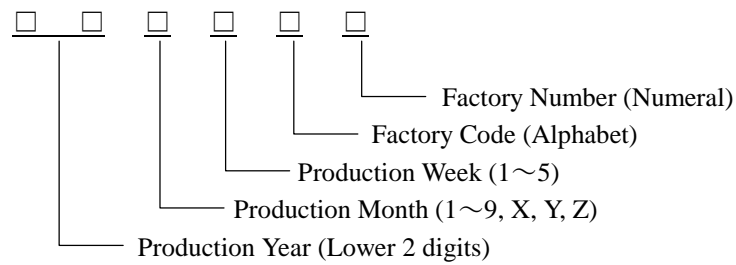 □ □ □ □ □ □
Factory Number (Numeral)
Factory Code (Alphabet)
Production Week (1～5)
Production Month (1～9, X, Y, Z)
Production Year (Lower 2 digits)